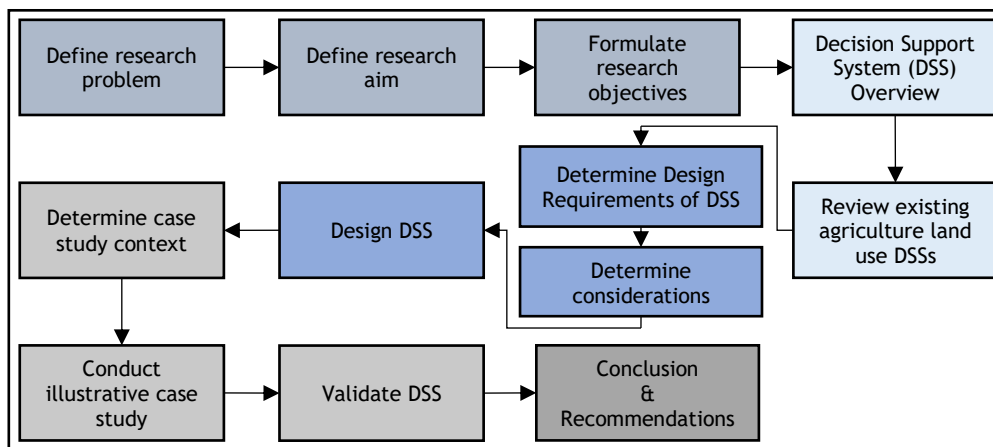 Define research
problem
Define research
aim
Formulate
research
objectives
Decision Support
System (DSS)
Overview
Review existing
agriculture land
use DSSs
Determine Design
Requirements of DSS
Determine
considerations
Design DSS
Determine case
study context
Conduct
illustrative case
study
Validate DSS
Conclusion
&
Recommendations